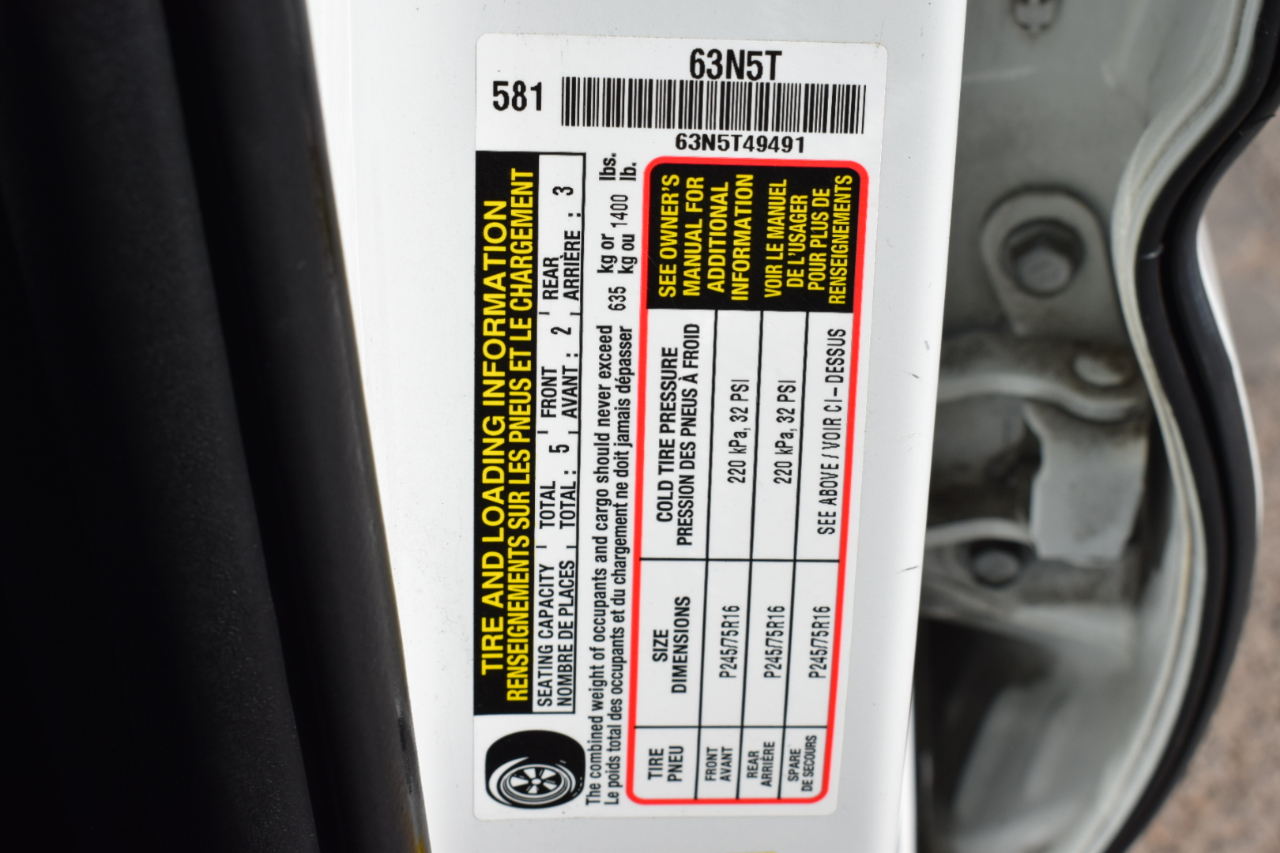 63N5T
581
63N5T49491
TIRE AND LOADING INFORMATION
RENSEIGNEMENTS SUR LES PNEUS ET LE CHARGEMENT
SEATING CAPACITY TOTAL FRONT REAR
NOMBRE DE PLACES TOTAL : 5 AVANT : 2 ARRIÈRE : 3
The combined weight of occupants and cargo should never exceed 635 kg or 1400 lbs.
Le poids total des occupants et du chargement ne doit jamais dépasser kg ou lb.
TIRE SIZE COLD TIRE PRESSURE
PNEU DIMENSIONS PRESSION DES PNEUS À FROID
FRONT
AVANT P245/75R16 220 kPa, 32 PSI
REAR
ARRIÈRE P245/75R16 220 kPa, 32 PSI
SPARE
DE SECOURS P245/75R16 SEE ABOVE / VOIR CI-DESSUS
SEE OWNER'S
MANUAL FOR
ADDITIONAL
INFORMATION
VOIR LE MANUEL
DE L'USAGER
POUR PLUS DE
RENSEIGNEMENTS